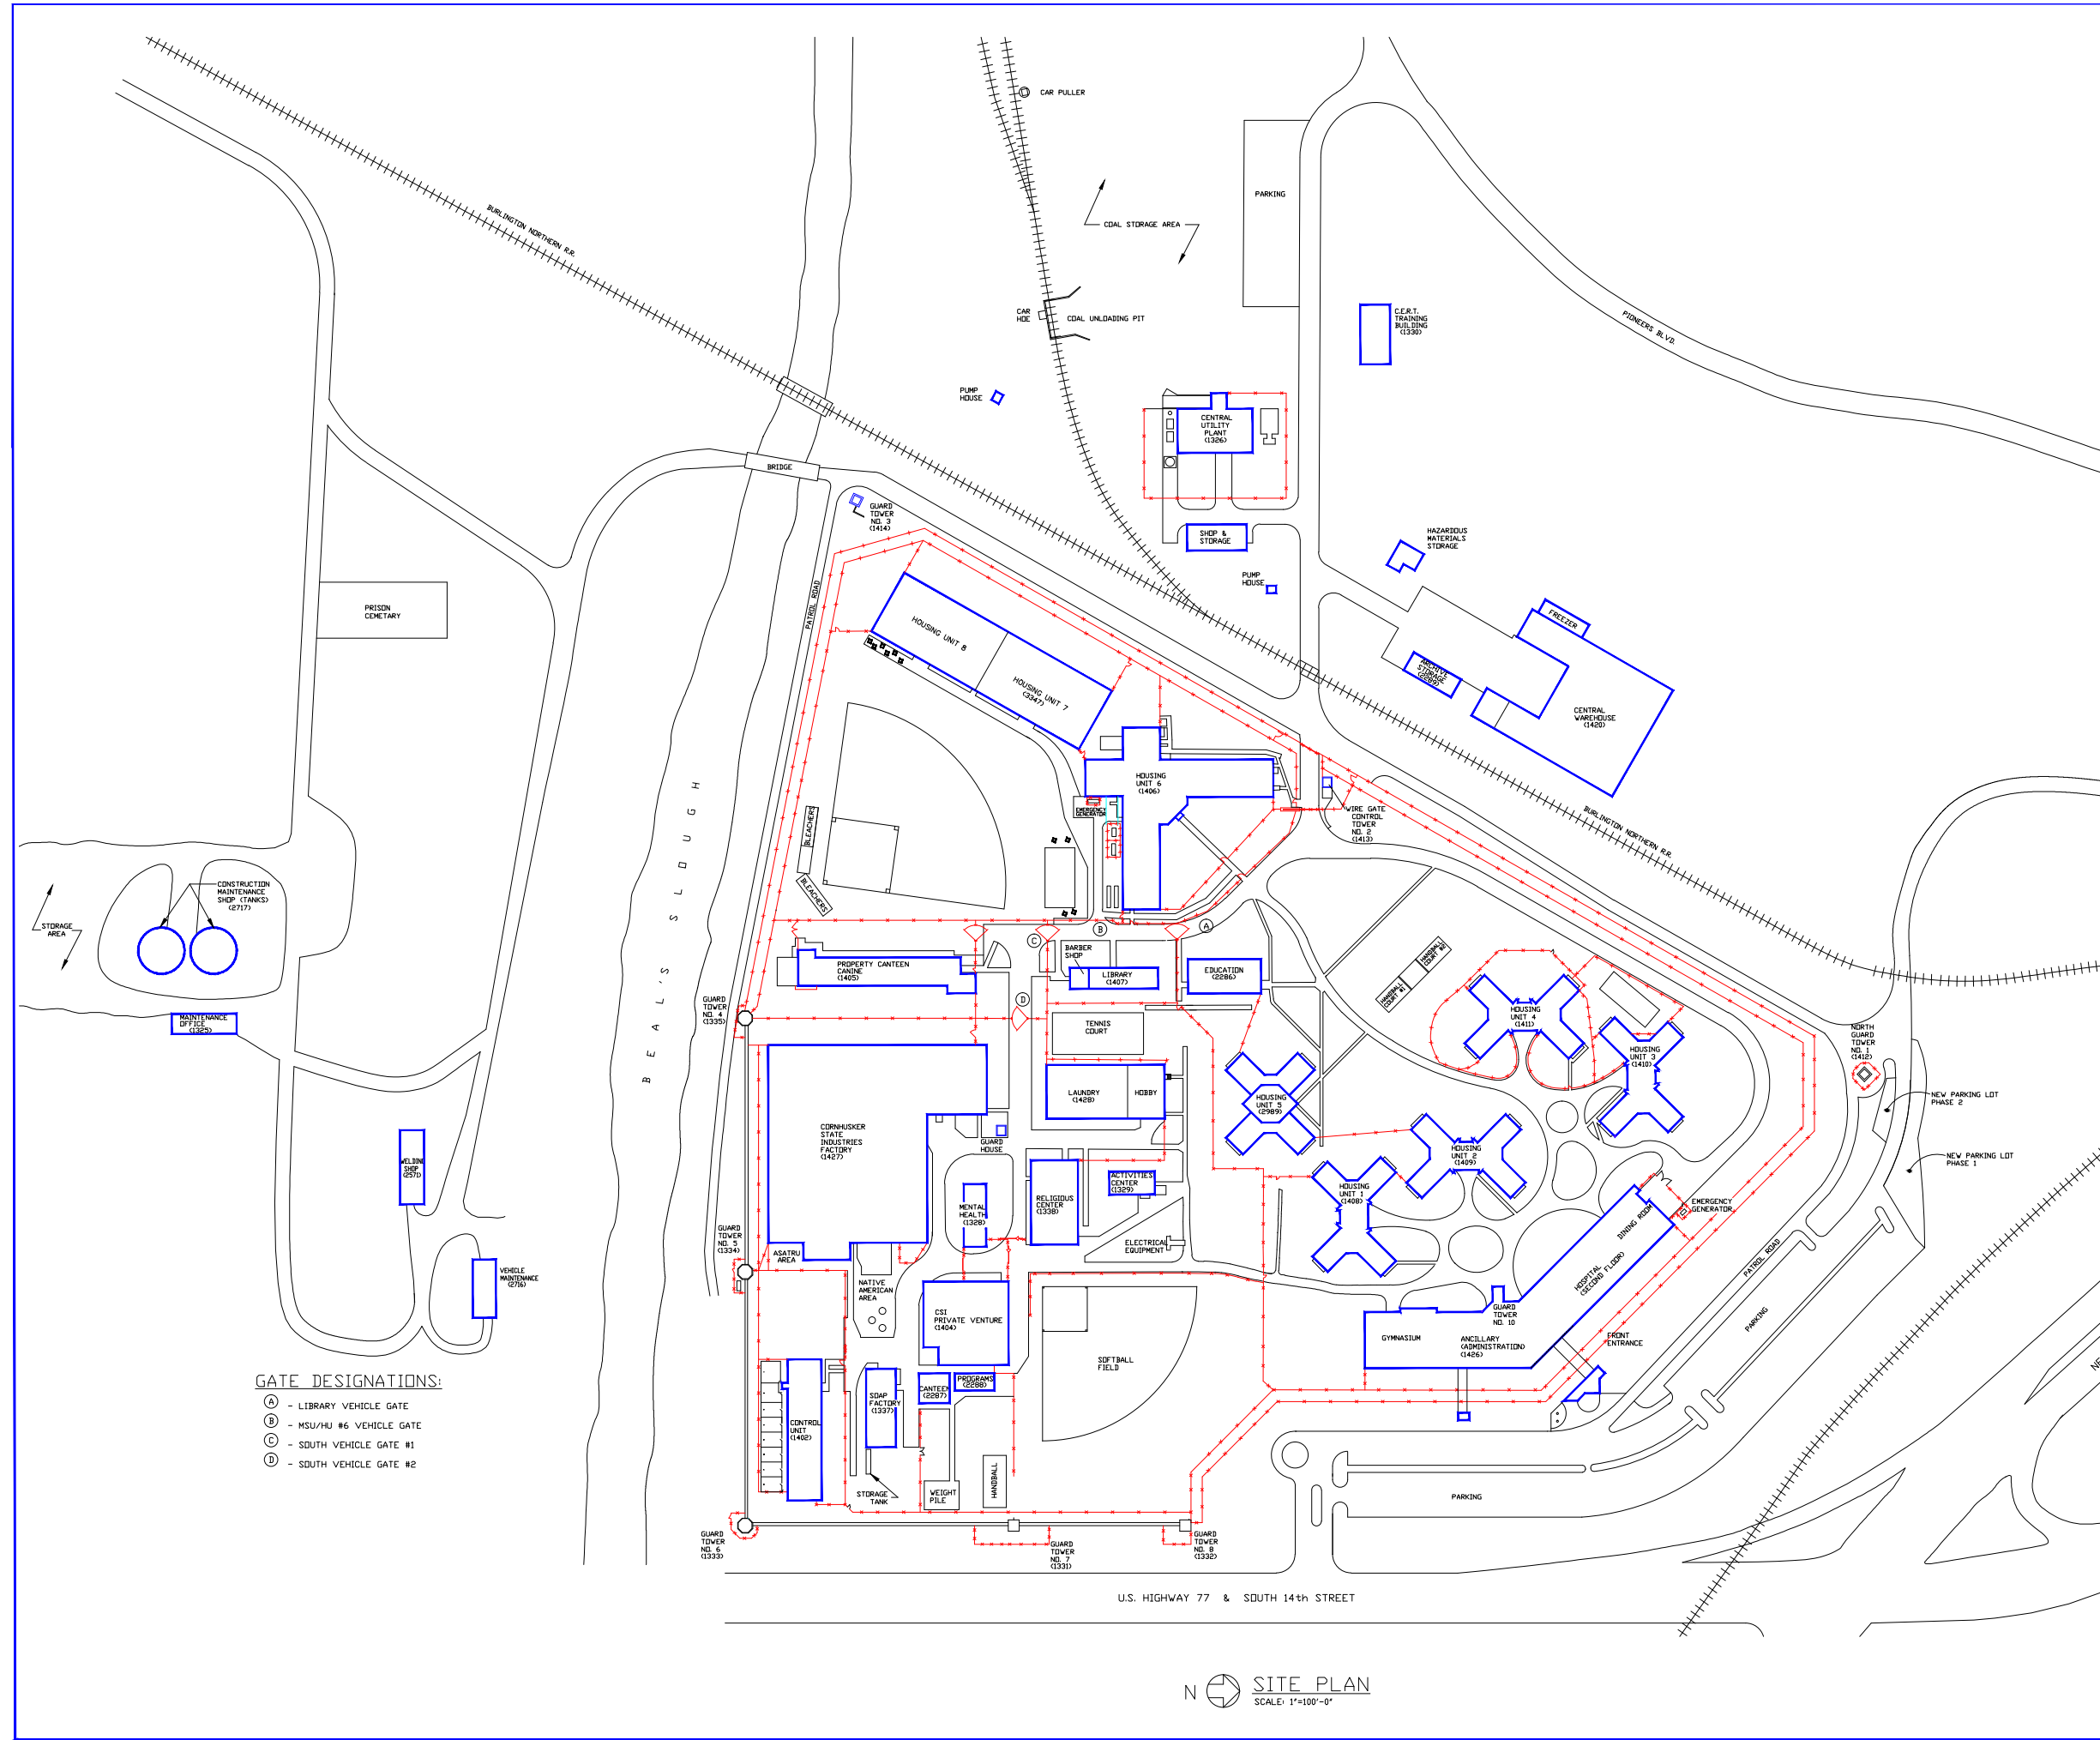 CAR PULLER
PARKING
BURLINGTON NORTHERN R.R.
COAL STORAGE AREA
CAR
HOE
COAL UNLOADING PIT
C.E.R.T.
TRAINING
BUILDING
(1330)
PIONEERS BLVD.
PUMP
HOUSE
CENTRAL
UTILITY
PLANT
(1326)
BRIDGE
GUARD
TOWER
NO. 3
(1414)
SHOP &
STORAGE
HAZARDOUS
MATERIALS
STORAGE
PUMP
HOUSE
PRISON
CEMETARY
PATROL ROAD
HOUSING UNIT 8
HOUSING UNIT 7
(3347)
FREEZER
ARCHIVE
STORAGE
(2289)
CENTRAL
WAREHOUSE
(1420)
HOUSING
UNIT 6
(1406)
EMERGENCY
GENERATOR
WIRE GATE
CONTROL
TOWER
NO. 2
(1413)
BURLINGTON NORTHERN R.R.
BLEACHERS
BLEACHERS
BEAL'S SLOUGH
CONSTRUCTION
MAINTENANCE
SHOP (TANKS)
(2717)
STORAGE
AREA
MAINTENANCE
OFFICE
(1325)
A
B
C
D
BARBER
SHOP
LIBRARY
(1407)
EDUCATION
(2286)
PROPERTY CANTEEN
CANINE
(1405)
HANDBALL
COURT #2
HANDBALL
COURT #1
GUARD
TOWER
NO. 4
(1335)
TENNIS
COURT
HOUSING
UNIT 4
(1411)
HOUSING
UNIT 3
(1410)
NORTH
GUARD
TOWER
NO. 1
(1412)
NEW PARKING LOT
PHASE 2
NEW PARKING LOT
PHASE 1
LAUNDRY
(1428)
HOBBY
HOUSING
UNIT 5
(2989)
CORNHUSKER
STATE
INDUSTRIES
FACTORY
(1427)
GUARD
HOUSE
HOUSING
UNIT 2
(1409)
WELDING
SHOP
(2571)
ACTIVITIES
CENTER
(1329)
HOUSING
UNIT 1
(1408)
RELIGIOUS
CENTER
(1338)
MENTAL
HEALTH
(1328)
DINING ROOM
EMERGENCY
GENERATOR
GUARD
TOWER
NO. 5
(1334)
ASATRU
AREA
ELECTRICAL
EQUIPMENT
HOSPITAL
(SECOND FLOOR)
PATROL ROAD
VEHICLE
MAINTENANCE
(2716)
NATIVE
AMERICAN
AREA
CSI
PRIVATE VENTURE
(1404)
GUARD
TOWER
NO. 10
PARKING
GYMNASIUM
ANCILLARY
(ADMINISTRATION)
(1426)
FRONT
ENTRANCE
SOFTBALL
FIELD
NE
PROGRAMS
(2288)
CANTEEN
(2287)
SOAP
FACTORY
(1337)
CONTROL
UNIT
(1402)
GATE DESIGNATIONS:
A - LIBRARY VEHICLE GATE
B - MSU/HU #6 VEHICLE GATE
C - SOUTH VEHICLE GATE #1
D - SOUTH VEHICLE GATE #2
STORAGE
TANK
WEIGHT
PILE
HANDBALL
PARKING
GUARD
TOWER
NO. 6
(1333)
GUARD
TOWER
NO. 7
(1331)
GUARD
TOWER
NO. 8
(1332)
U.S. HIGHWAY 77 & SOUTH 14th STREET
N
SITE PLAN
SCALE: 1"=100'-0"